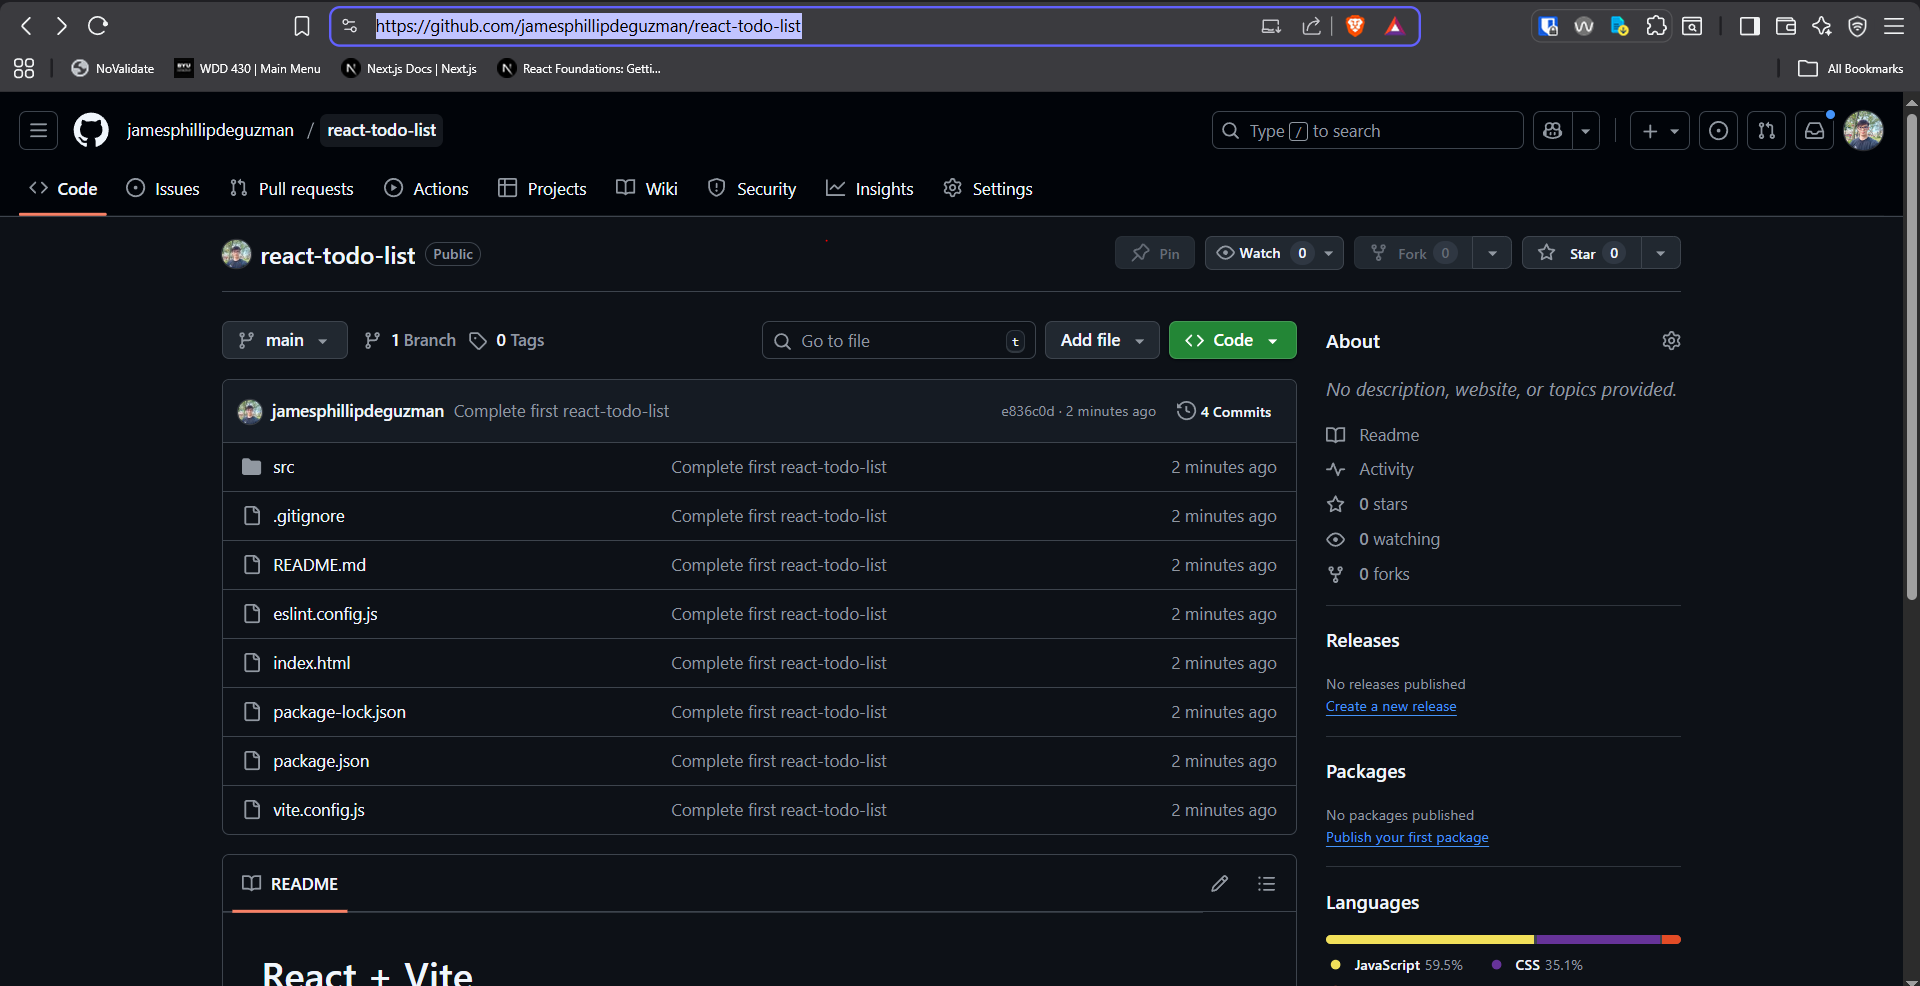 https://github.com/jamesphillipdeguzman/react-todo-list
NoValidate
WDD 430 | Main Menu
Next.js Docs | Next.js
React Foundations: Getti...
All Bookmarks
jamesphillipdeguzman / react-todo-list
Type / to search
Code
Issues
Pull requests
Actions
Projects
Wiki
Security
Insights
Settings
react-todo-list Public
Pin
Watch 0
Fork 0
Star 0
main
1 Branch
0 Tags
Go to file t
Add file
Code
jamesphillipdeguzman Complete first react-todo-list e836c0d · 2 minutes ago 4 Commits
src Complete first react-todo-list 2 minutes ago
.gitignore Complete first react-todo-list 2 minutes ago
README.md Complete first react-todo-list 2 minutes ago
eslint.config.js Complete first react-todo-list 2 minutes ago
index.html Complete first react-todo-list 2 minutes ago
package-lock.json Complete first react-todo-list 2 minutes ago
package.json Complete first react-todo-list 2 minutes ago
vite.config.js Complete first react-todo-list 2 minutes ago
README
React + Vite
About
No description, website, or topics provided.
Readme
Activity
0 stars
0 watching
0 forks
Releases
No releases published
Create a new release
Packages
No packages published
Publish your first package
Languages
JavaScript 59.5%
CSS 35.1%